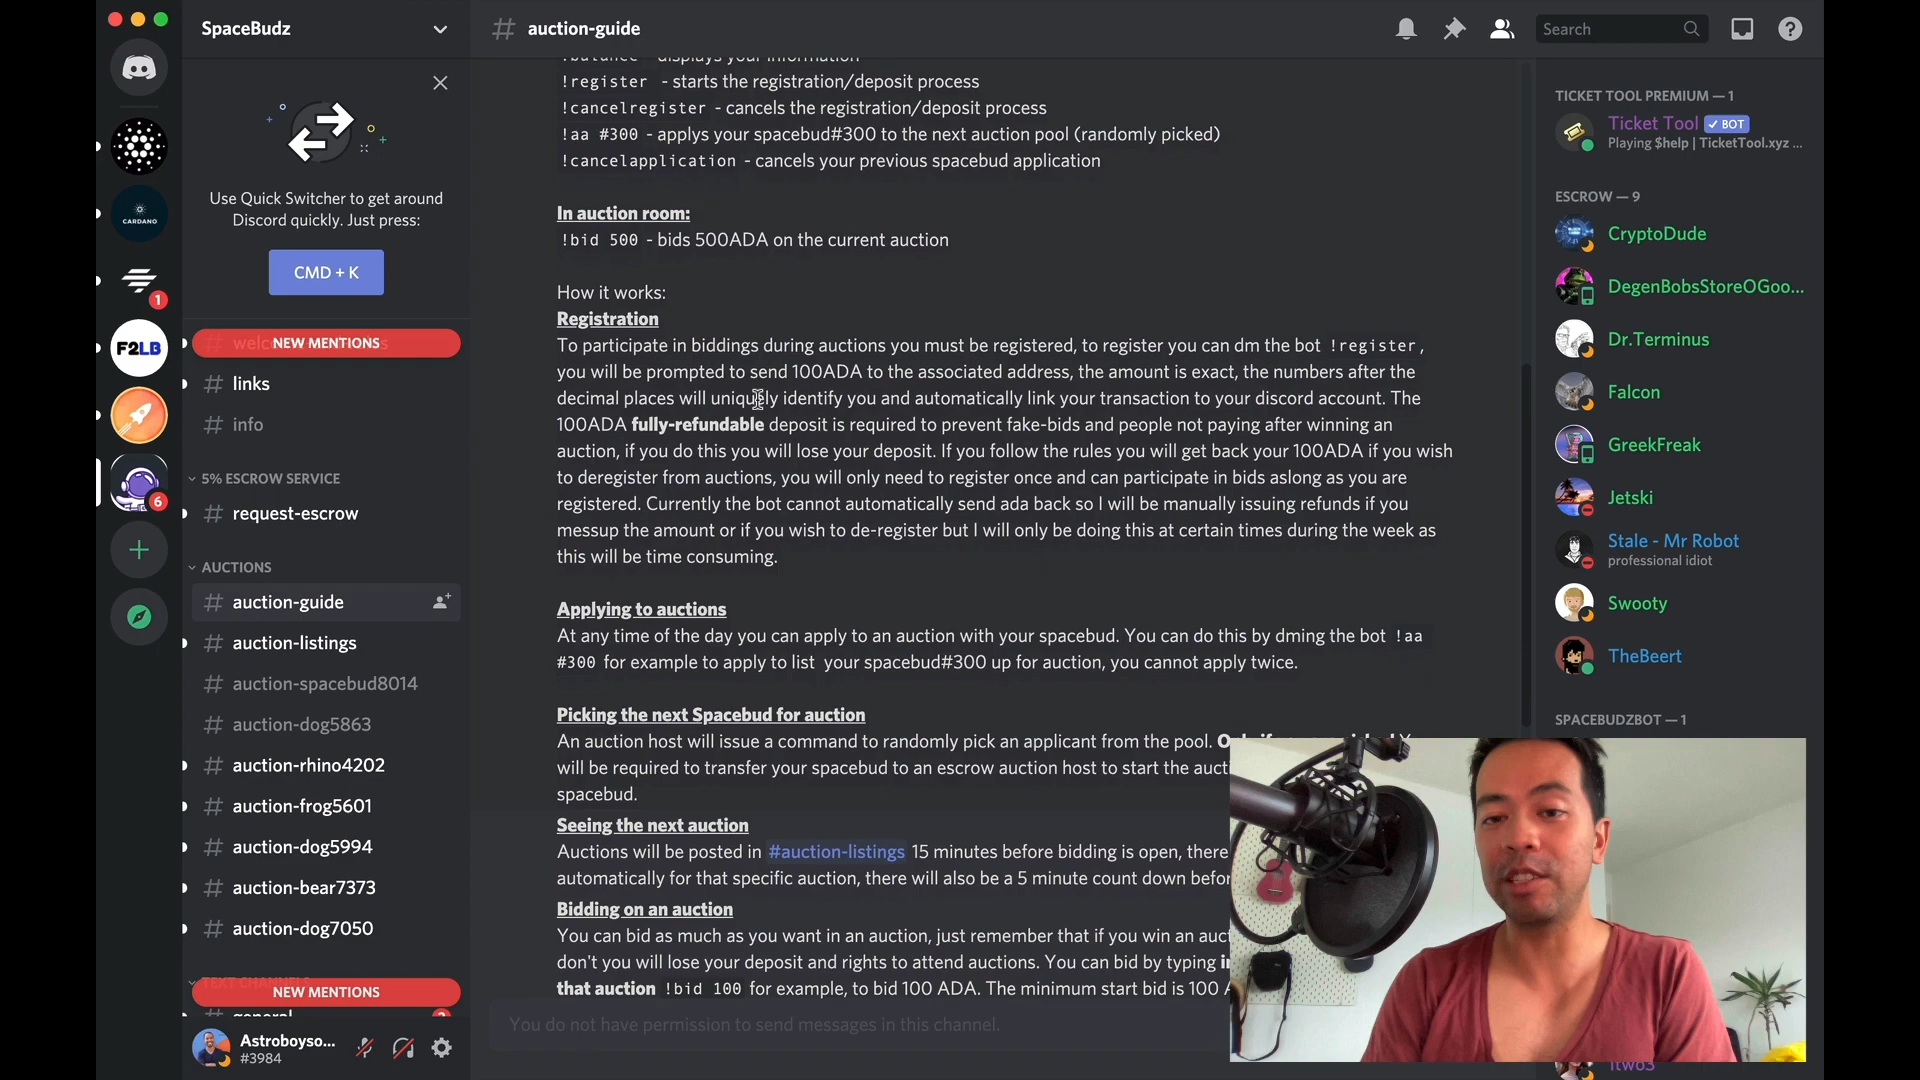 SpaceBudz
auction-guide
Search
Use Quick Switcher to get around
Discord quickly. Just press:
CMD + K
NEW MENTIONS
links
info
5% ESCROW SERVICE
request-escrow
AUCTIONS
auction-guide
auction-listings
auction-spacebud8014
auction-dog5863
auction-rhino4202
auction-frog5601
auction-dog5994
auction-bear7373
auction-dog7050
TEXT CHANNELS
NEW MENTIONS
general
Astroboyso...
#3984
CARDANO
1
F2LB
6
!balance - displays your information
!register - starts the registration/deposit process
!cancelregister - cancels the registration/deposit process
!aa #300 - applys your spacebud#300 to the next auction pool (randomly picked)
!cancelapplication - cancels your previous spacebud application
In auction room:
!bid 500 - bids 500ADA on the current auction
How it works:
Registration
To participate in biddings during auctions you must be registered, to register you can dm the bot !register,
you will be prompted to send 100ADA to the associated address, the amount is exact, the numbers after the
decimal places will uniquely identify you and automatically link your transaction to your discord account. The
100ADA fully-refundable deposit is required to prevent fake-bids and people not paying after winning an
auction, if you do this you will lose your deposit. If you follow the rules you will get back your 100ADA if you wish
to deregister from auctions, you will only need to register once and can participate in bids aslong as you are
registered. Currently the bot cannot automatically send ada back so I will be manually issuing refunds if you
messup the amount or if you wish to de-register but I will only be doing this at certain times during the week as
this will be time consuming.
Applying to auctions
At any time of the day you can apply to an auction with your spacebud. You can do this by dming the bot !aa
#300 for example to apply to list your spacebud#300 up for auction, you cannot apply twice.
Picking the next Spacebud for auction
An auction host will issue a command to randomly pick an applicant from the pool.
will be required to transfer your spacebud to an escrow auction host to start the
spacebud.
Seeing the next auction
Auctions will be posted in #auction-listings 15 minutes before bidding is open, there
automatically for that specific auction, there will also be a 5 minute count down
Bidding on an auction
You can bid as much as you want in an auction, just remember that if you win an
don't you will lose your deposit and rights to attend auctions. You can bid by typing
that auction !bid 100 for example, to bid 100 ADA. The minimum start bid is 100
You do not have permission to send messages in this channel.
TICKET TOOL PREMIUM — 1
Ticket Tool BOT
Playing $help | TicketTool.xyz ...
ESCROW — 9
CryptoDude
DegenBobsStoreOGoo...
Dr.Terminus
Falcon
GreekFreak
Jetski
Stale - Mr Robot
professional idiot
Swooty
TheBeert
SPACEBUDZBOT — 1